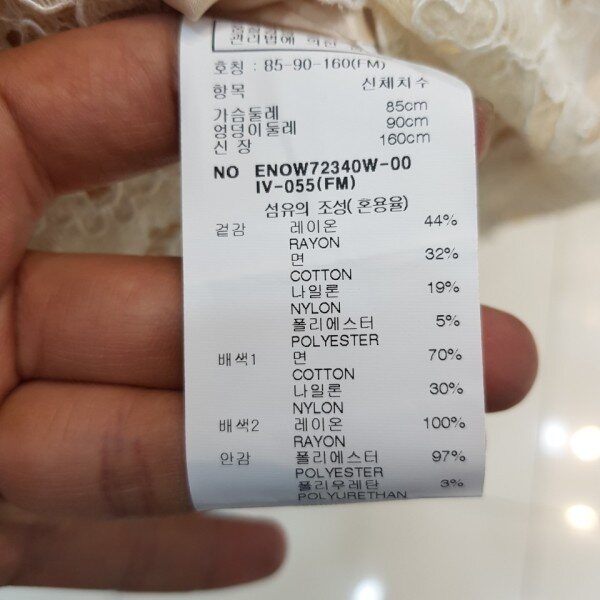 관리법에
호칭 : 85-90-160(FM)
항목 신체치수
가슴둘레 85cm
엉덩이둘레 90cm
신 장 160cm
NO ENOW72340W-00
IV-055(FM)
섬유의 조성(혼용율)
겉감 레이온 44%
RAYON
면 32%
COTTON
나일론 19%
NYLON
폴리에스터 5%
POLYESTER
배색1 면 70%
COTTON
나일론 30%
NYLON
배색2 레이온 100%
RAYON
안감 폴리에스터 97%
POLYESTER
폴리우레탄 3%
POLYURETHAN